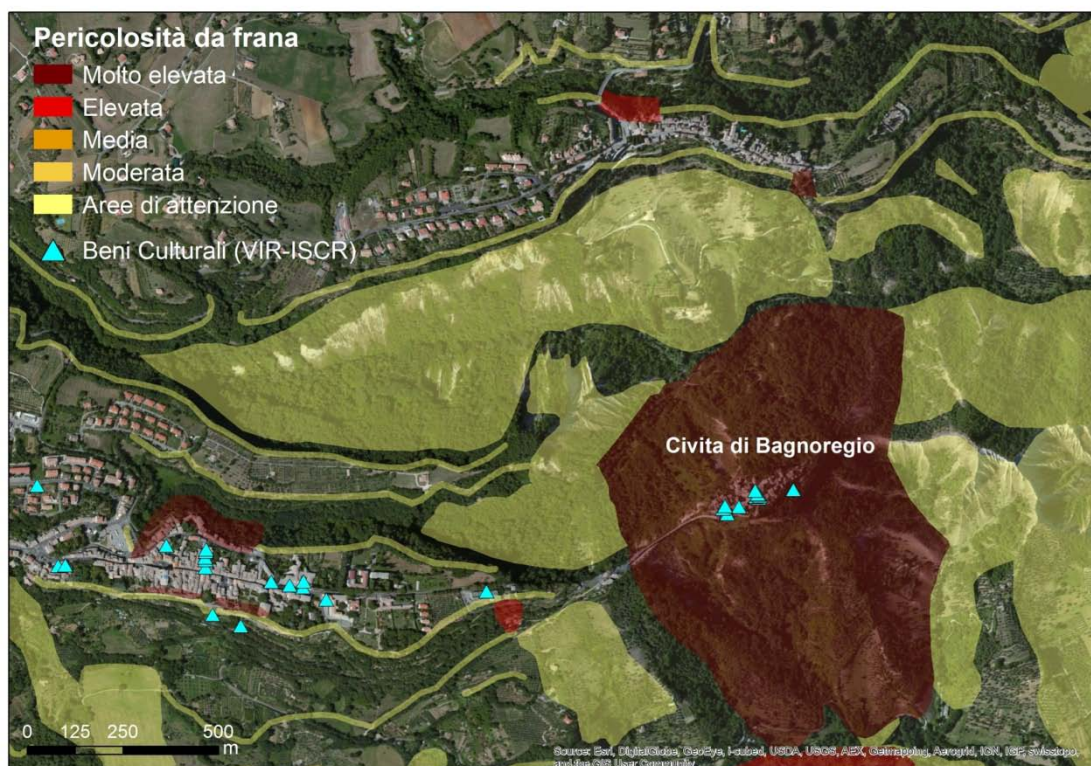 Pericolosità da frana
Molto elevata
Elevata
Media
Moderata
Aree di attenzione
Beni Culturali (VIR-ISCR)
Civita di Bagnoregio
0 125 250 500
m
Source: Esri, DigitalGlobe, GeoEye, i-cubed, USDA, USGS, AEX, Getmapping, Aerogrid, IGN, IGP, swisstopo,
and the GIS User Community